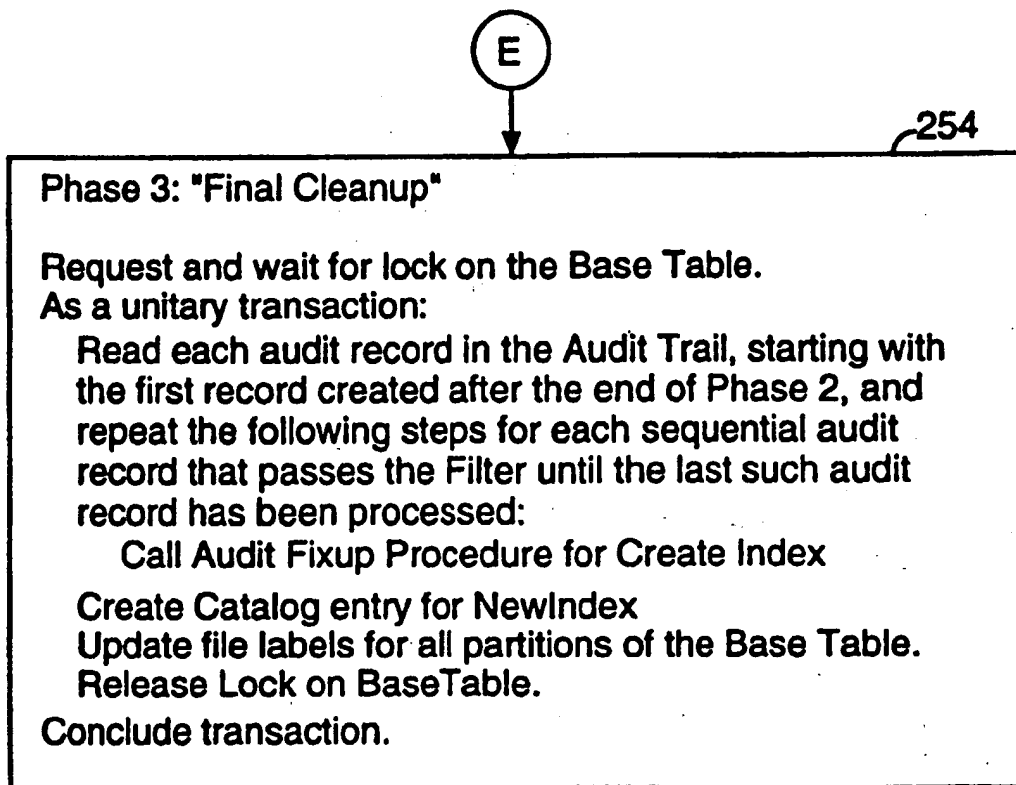 E
254
Phase 3: "Final Cleanup"
Request and wait for lock on the Base Table.
As a unitary transaction:
Read each audit record in the Audit Trail, starting with
the first record created after the end of Phase 2, and
repeat the following steps for each sequential audit
record that passes the Filter until the last such audit
record has been processed:
Call Audit Fixup Procedure for Create Index
Create Catalog entry for NewIndex
Update file labels for all partitions of the Base Table.
Release Lock on BaseTable.
Conclude transaction.